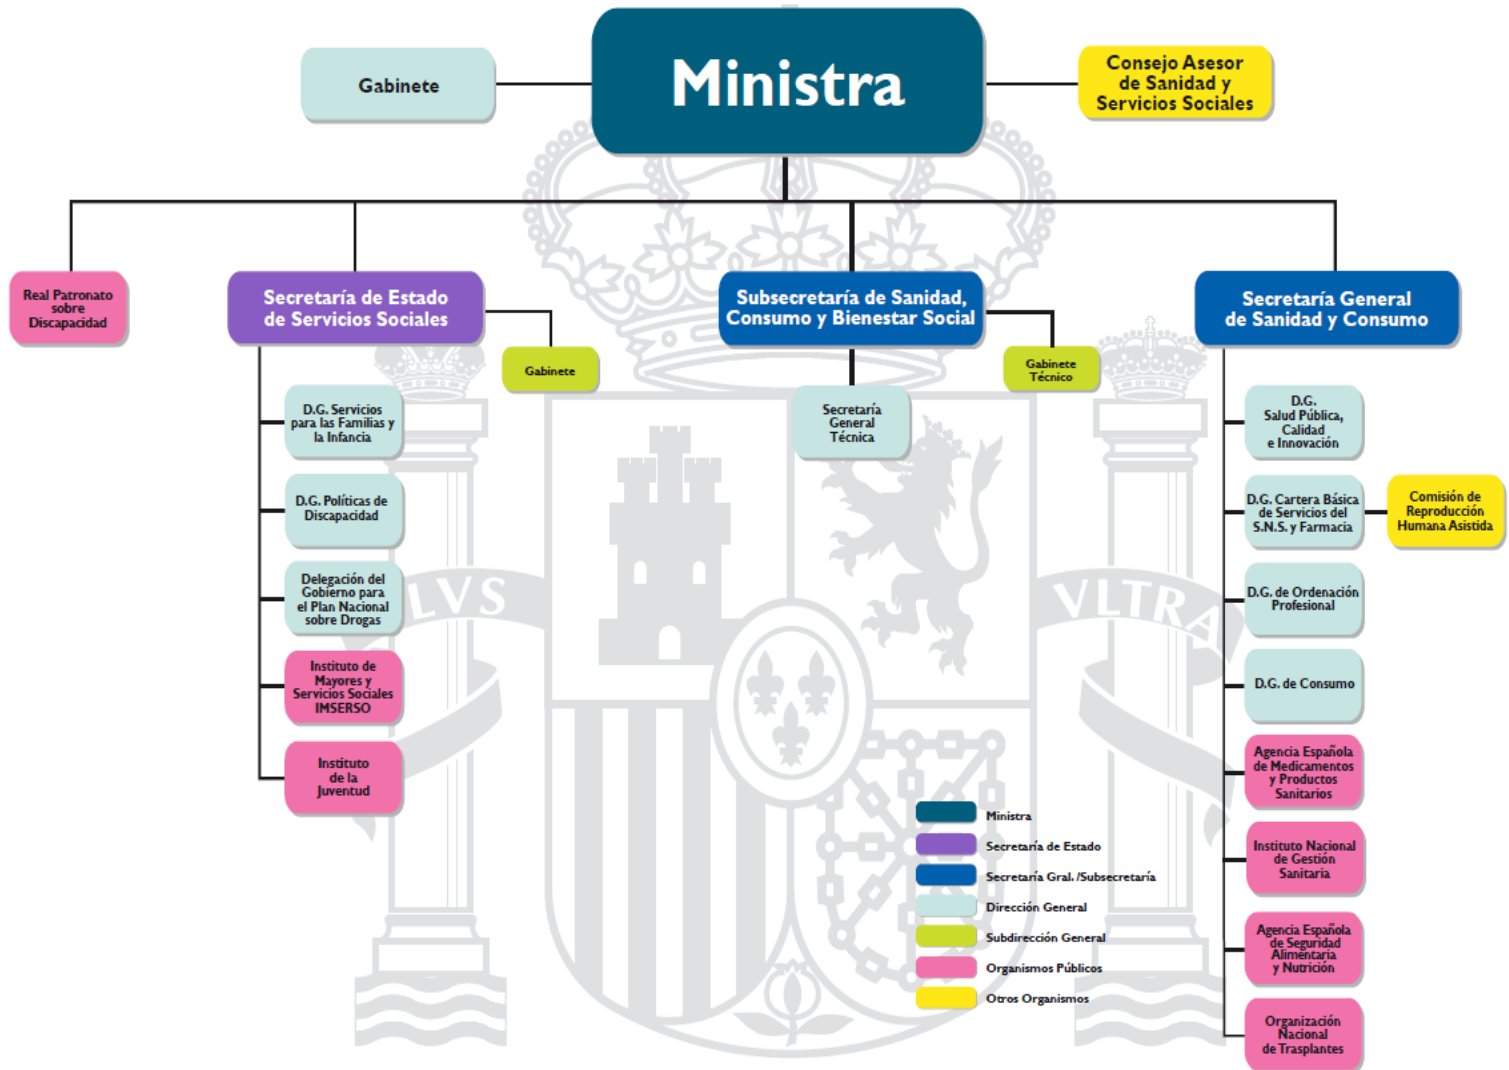 Ministra
Gabinete
Consejo Asesor
de Sanidad y
Servicios Sociales
Real Patronato
sobre
Discapacidad
Secretaría de Estado
de Servicios Sociales
Gabinete
D.G. Servicios
para las Familias y
la Infancia
D.G. Políticas de
Discapacidad
Delegación del
Gobierno para
el Plan Nacional
sobre Drogas
Instituto de
Mayores y
Servicios Sociales
IMSERSO
Instituto
de la
Juventud
Subsecretaría de Sanidad,
Consumo y Bienestar Social
Gabinete
Técnico
Secretaría
General
Técnica
Secretaría General
de Sanidad y Consumo
D.G.
Salud Pública,
Calidad
e Innovación
D.G. Cartera Básica
de Servicios del
S.N.S. y Farmacia
Comisión de
Reproducción
Humana Asistida
D.G. de Ordenación
Profesional
D.G. de Consumo
Agencia Española
de Medicamentos
y Productos
Sanitarios
Instituto Nacional
de Gestión
Sanitaria
Agencia Española
de Seguridad
Alimentaria
y Nutrición
Organización
Nacional
de Trasplantes
LVS
VLTRA
Ministra
Secretaría de Estado
Secretaría Gral. /Subsecretaría
Dirección General
Subdirección General
Organismos Públicos
Otros Organismos